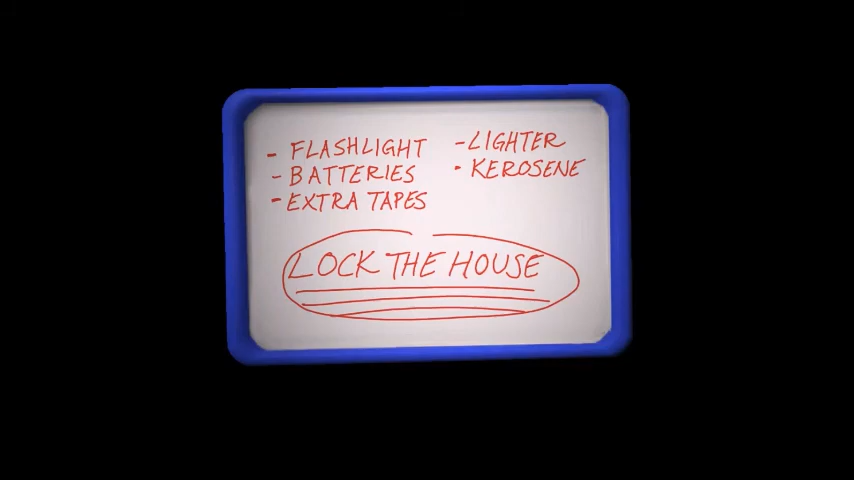 - FLASHLIGHT
- BATTERIES
- EXTRA TAPES
- LIGHTER
- KEROSENE
LOCK THE HOUSE